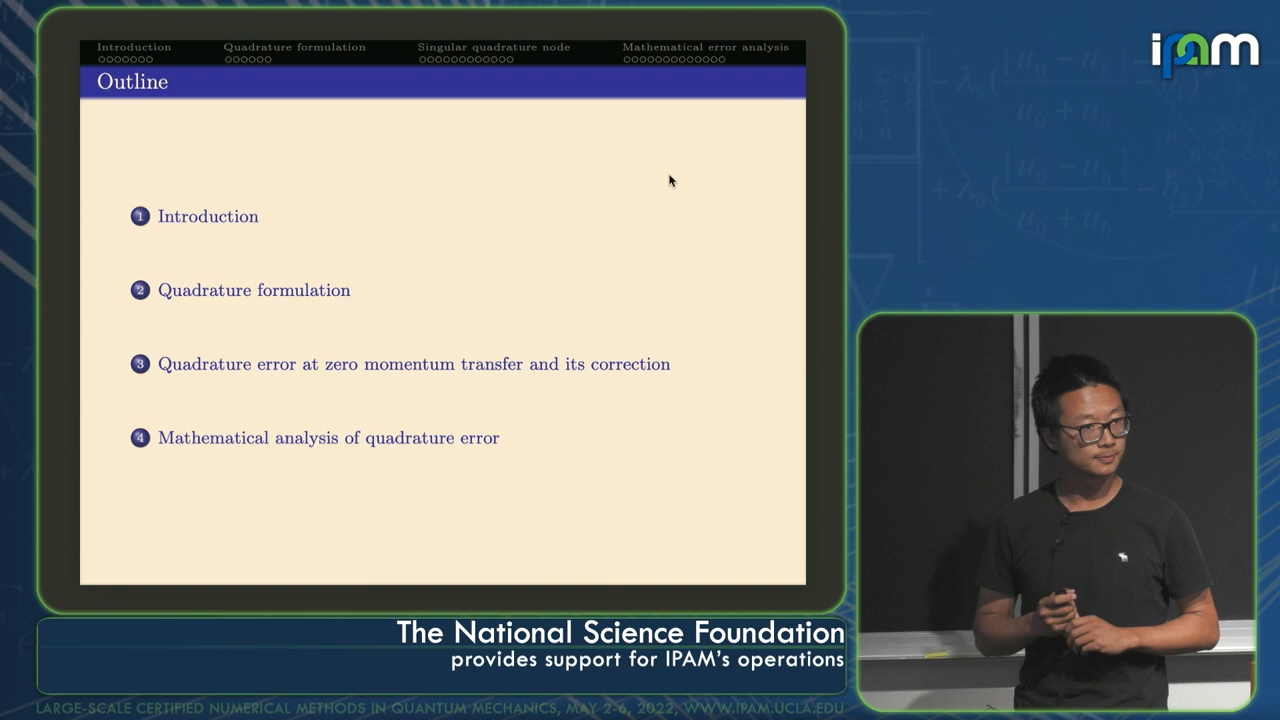 Introduction
Quadrature formulation
Singular quadrature node
Mathematical error analysis
Outline
1 Introduction
2 Quadrature formulation
3 Quadrature error at zero momentum transfer and its correction
4 Mathematical analysis of quadrature error
ipam
The National Science Foundation
provides support for IPAM's operations
LARGE-SCALE CERTIFIED NUMERICAL METHODS IN QUANTUM MECHANICS, MAY 2-6, 2022, WWW.IPAM.UCLA.EDU